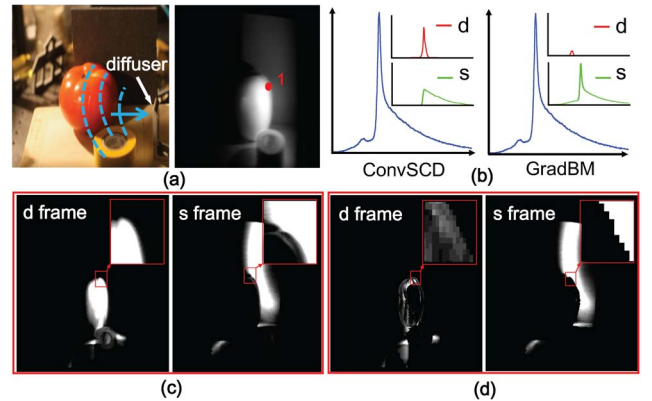 diffuser
1
(a)
d
s
ConvSCD
d
s
GradBM
(b)
d frame
s frame
(c)
d frame
s frame
(d)